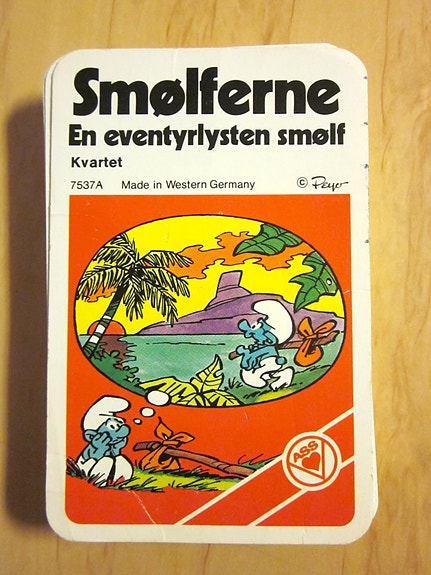 Smølferne
En eventyrlysten smølf
Kvartet
7537A Made in Western Germany © Peyo
ASS